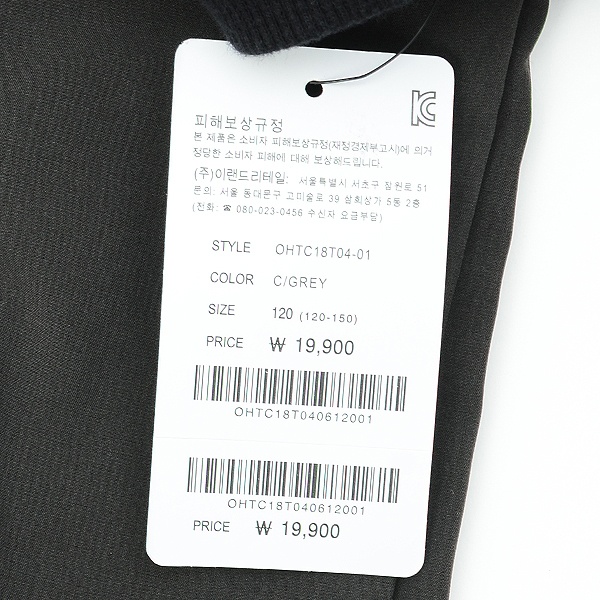 피해보상규정
본 제품은 소비자 피해보상규정(재정경제부고시)에 의거
정당한 소비자 피해에 대해 보상해드립니다.
(주)이랜드리테일: 서울특별시 서초구 잠원로 51
문의: 서울 동대문구 고미술로 39 삼희상가 5동 2층
(전화: ☎ 080-023-0456 수신자 요금부담)
STYLE OHTC18T04-01
COLOR C/GREY
SIZE 120 (120-150)
PRICE ₩ 19,900
OHTC18T040612001
OHTC18T040612001
PRICE ₩ 19,900